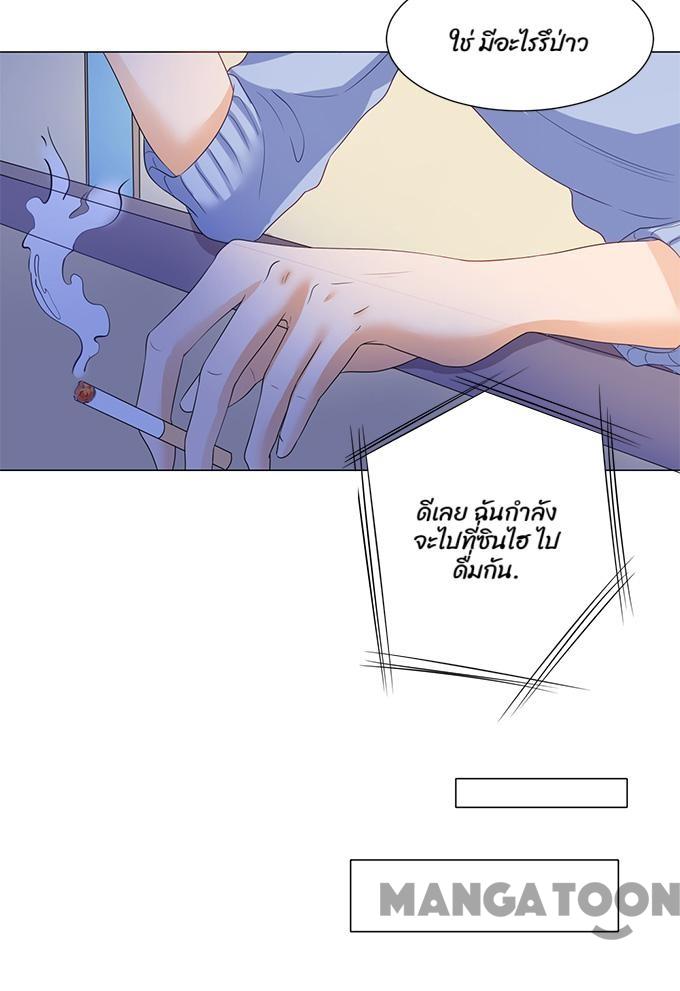 ใช่ มีอะไรรึป่าว
ดีเลย ฉันกำลัง
จะไปที่ซินไฮ ไป
ดื่มกัน.
MANGATOON